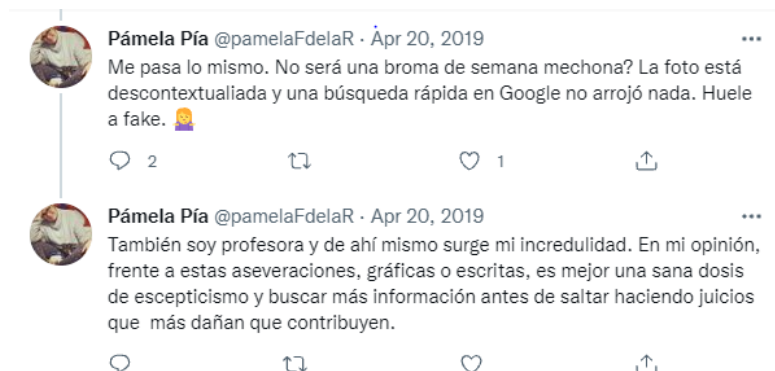 Pámela Pía @pamelaFdelaR · Apr 20, 2019
Me pasa lo mismo. No será una broma de semana mechona? La foto está
descontextualiada y una búsqueda rápida en Google no arrojó nada. Huele
a fake. 🤷‍♀️
2
1
Pámela Pía @pamelaFdelaR · Apr 20, 2019
También soy profesora y de ahí mismo surge mi incredulidad. En mi opinión,
frente a estas aseveraciones, gráficas o escritas, es mejor una sana dosis
de escepticismo y buscar más información antes de saltar haciendo juicios
que más dañan que contribuyen.